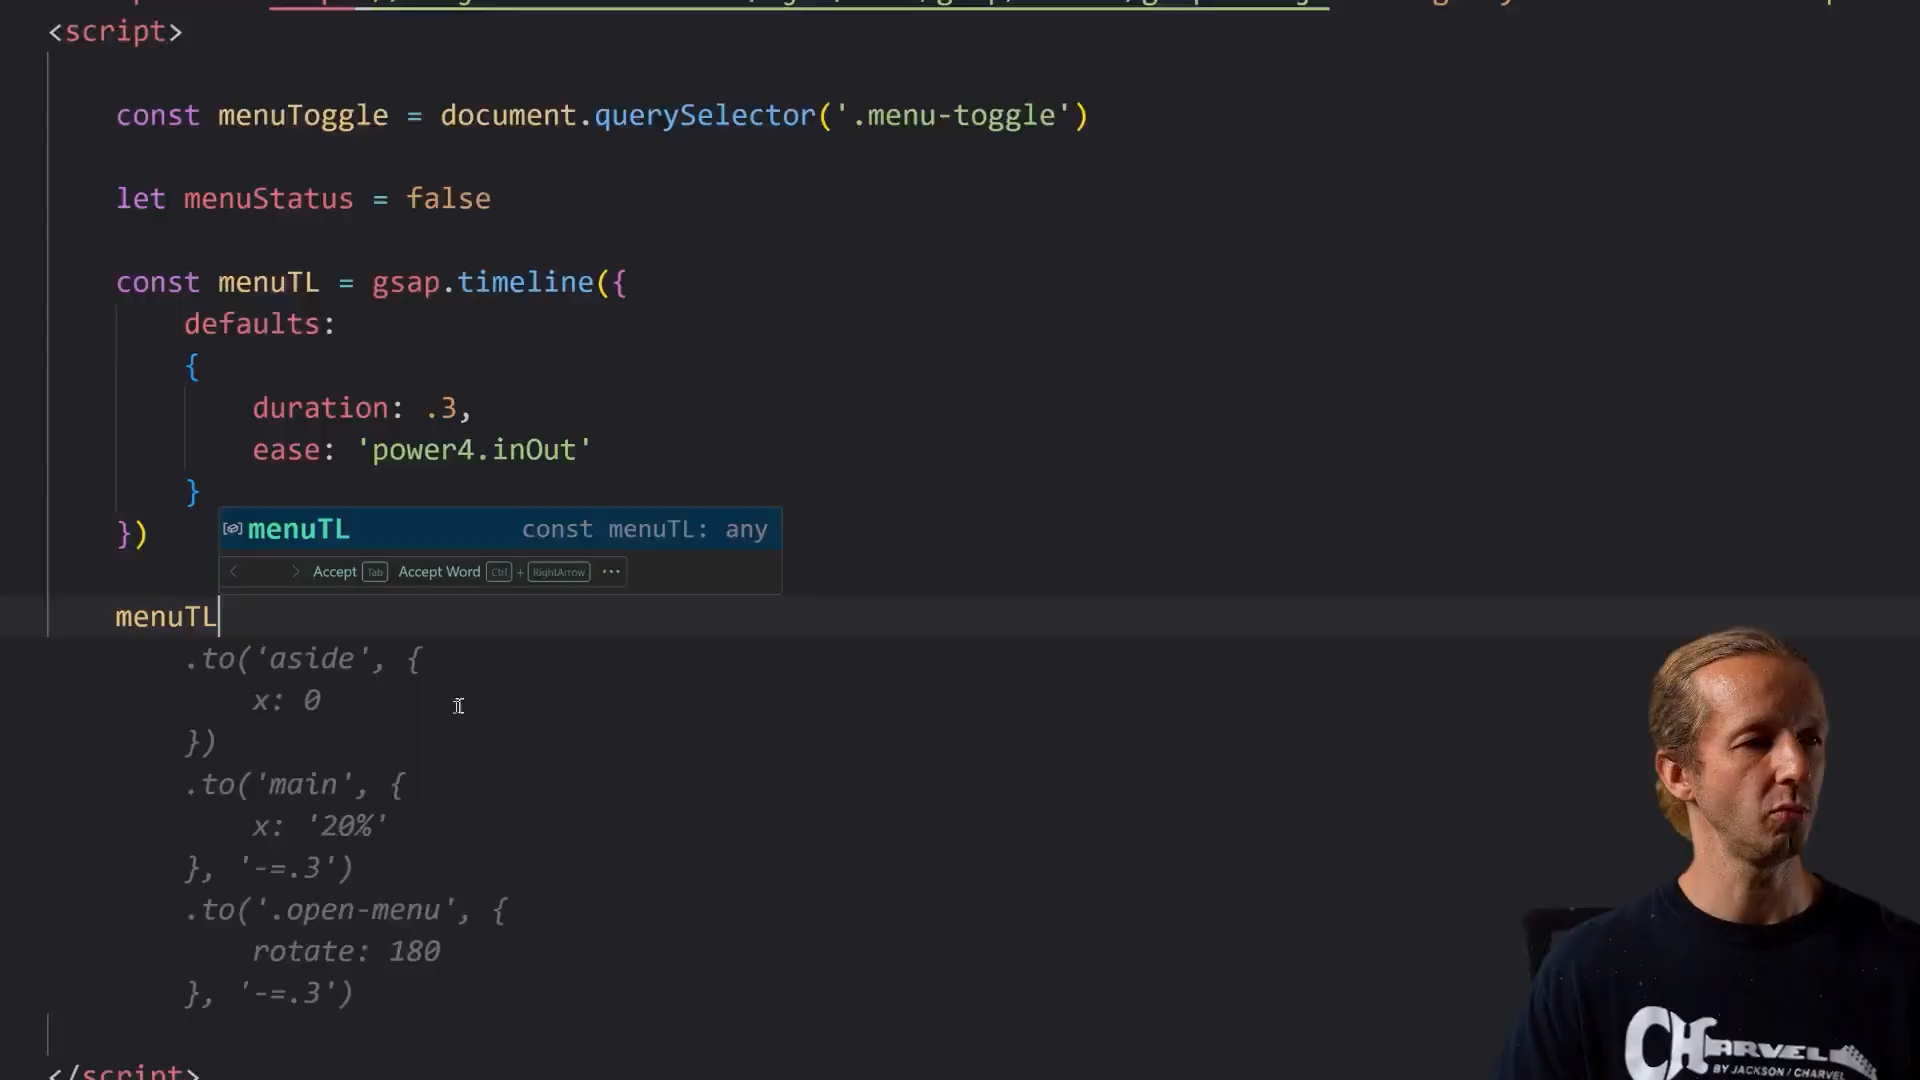 <script>
const menuToggle = document.querySelector('.menu-toggle')
let menuStatus = false
const menuTL = gsap.timeline({
defaults:
{
duration: .3,
ease: 'power4.inOut'
}
})
menuTL const menuTL: any
< > Accept Tab Accept Word Ctrl + RightArrow ...
menuTL
.to('aside', {
x: 0
})
.to('main', {
x: '20%'
}, '-=.3')
.to('.open-menu', {
rotate: 180
}, '-=.3')
</script>
CHARVEL
BY JACKSON / CHARVEL